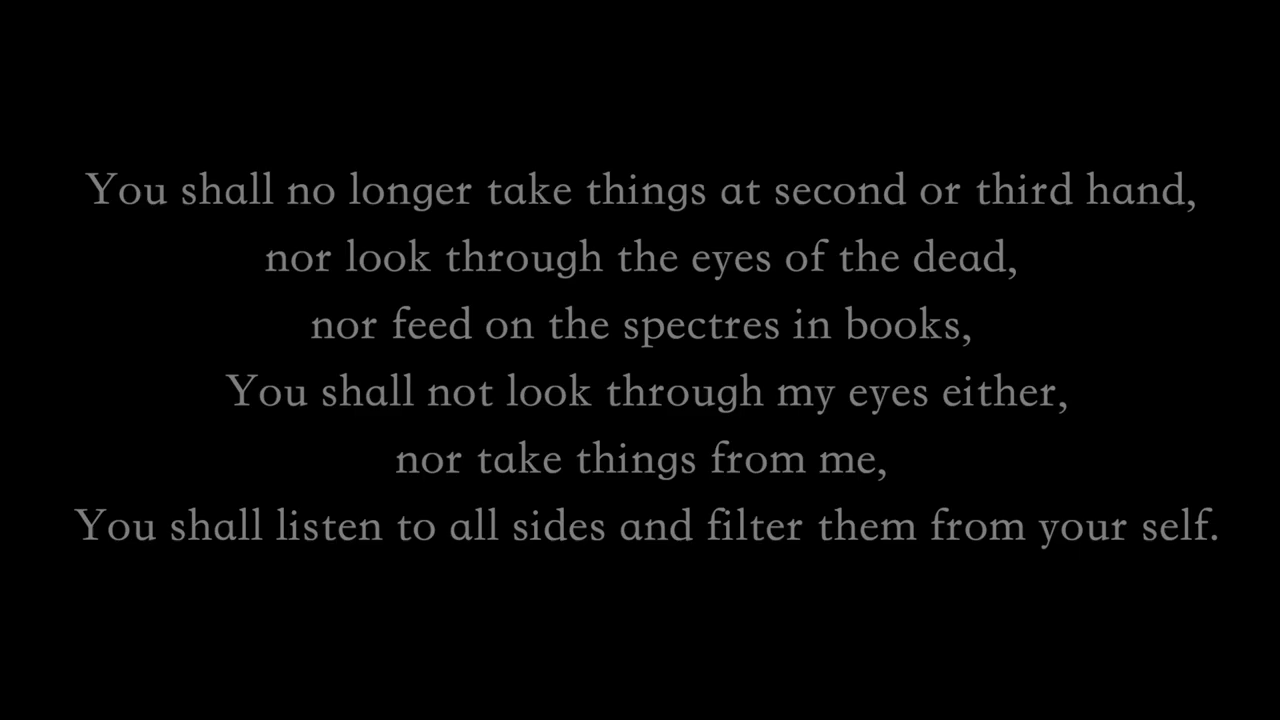 You shall no longer take things at second or third hand,
nor look through the eyes of the dead,
nor feed on the spectres in books,
You shall not look through my eyes either,
nor take things from me,
You shall listen to all sides and filter them from your self.